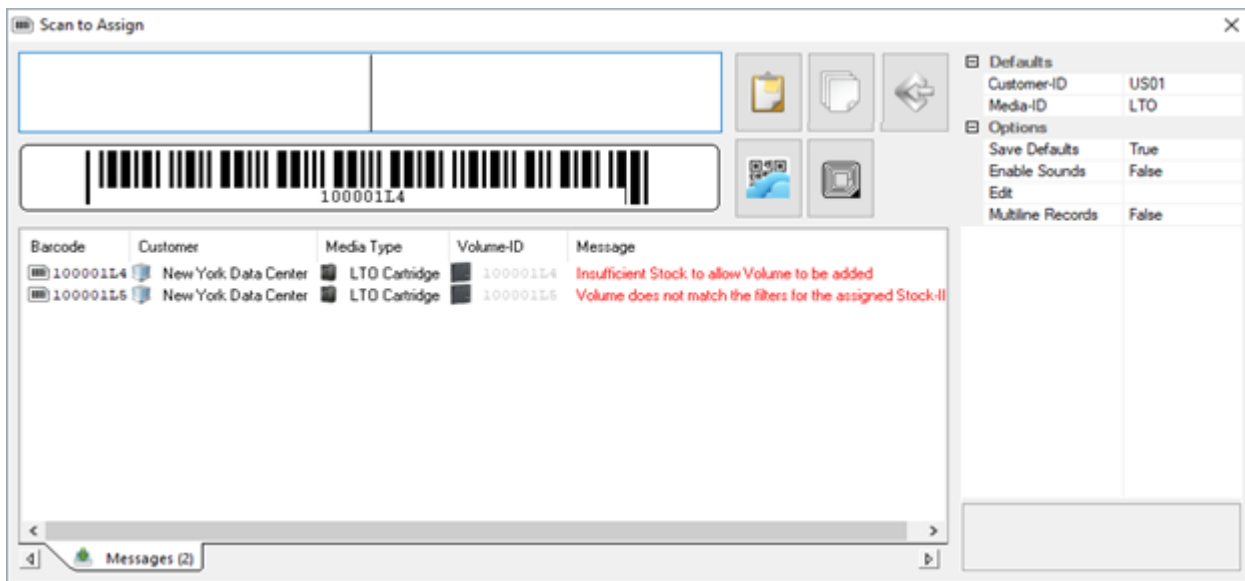 Scan to Assign
100001L4
Defaults
Customer-ID US01
Media-ID LTO
Options
Save Defaults True
Enable Sounds False
Edit
Multiline Records False
Barcode Customer Media Type Volume-ID Message
100001L4 New York Data Center LTO Cartridge 100001L4 Insufficient Stock to allow Volume to be added
100001L5 New York Data Center LTO Cartridge 100001L5 Volume does not match the filters for the assigned
Messages (2)